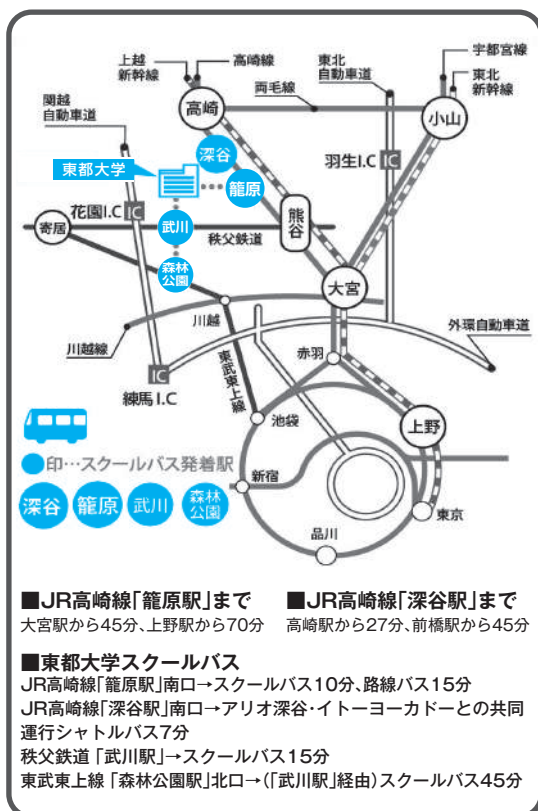 上越
新幹線
高崎線
東北
自動車道
宇都宮線
東北
新幹線
両毛線
高崎
小山
関越
自動車道
深谷
羽生I.C
IC
東都大学
籠原
花園I.C
IC
寄居
武川
秩父鉄道
熊谷
森林
公園
大宮
川越
外環自動車道
川越線
赤羽
IC
練馬I.C
東武東上線
池袋
上野
●印…スクールバス発着駅
深谷
籠原
武川
森林
公園
新宿
東京
品川
■JR高崎線「籠原駅」まで
大宮駅から45分、上野駅から70分
■JR高崎線「深谷駅」まで
高崎駅から27分、前橋駅から45分
■東都大学スクールバス
JR高崎線「籠原駅」南口→スクールバス10分、路線バス15分
JR高崎線「深谷駅」南口→アリオ深谷・イトーヨーカドーとの共同
運行シャトルバス7分
秩父鉄道「武川駅」→スクールバス15分
東武東上線「森林公園駅」北口→(「武川駅」経由)スクールバス45分